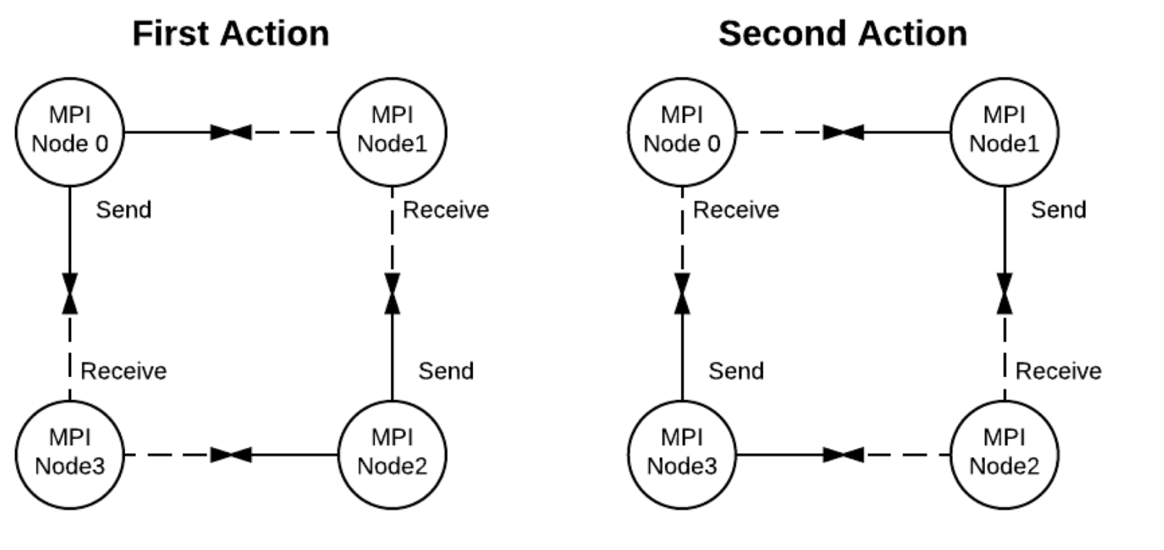 First Action
Second Action
MPI
Node 0
MPI
Node1
MPI
Node 0
MPI
Node1
Send
Receive
Receive
Send
Receive
Send
Send
Receive
MPI
Node3
MPI
Node2
MPI
Node3
MPI
Node2